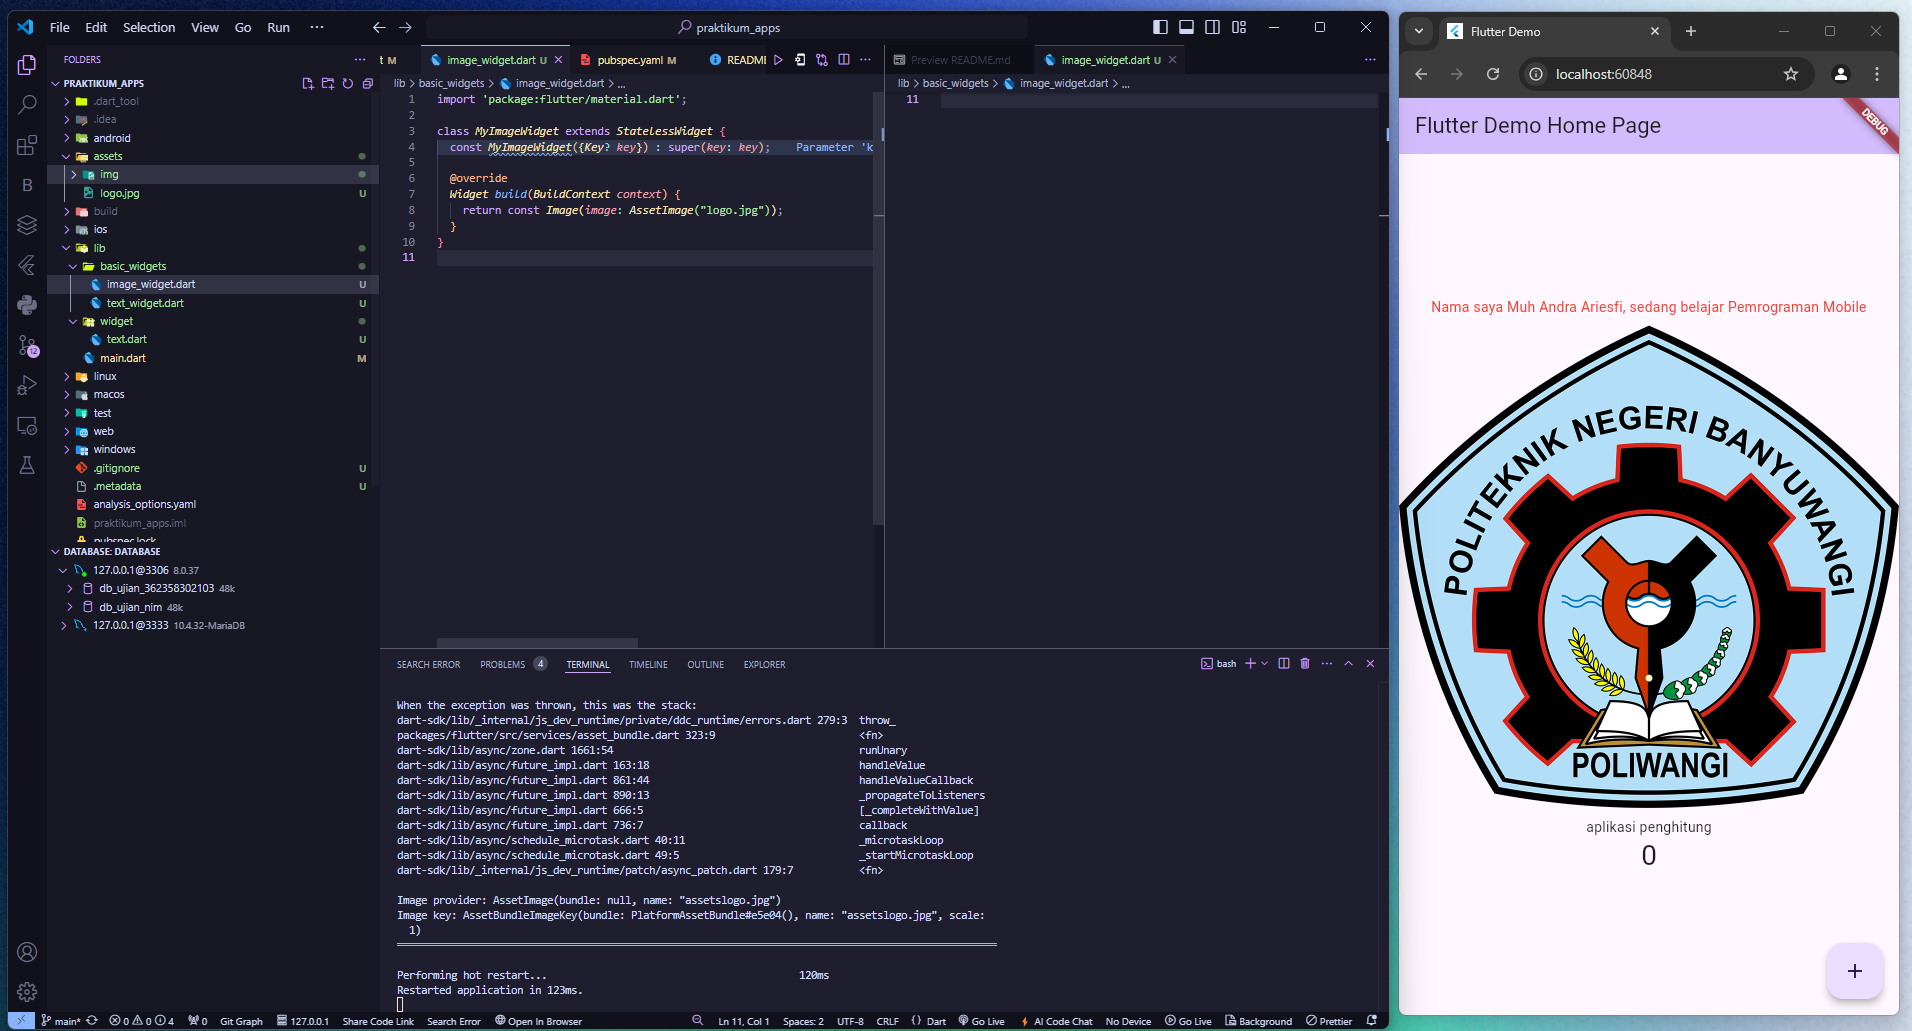 File Edit Selection View Go Run ··· praktikum_apps
FOLDERS
PRAKTIKUM_APPS
.dart_tool
.idea
android
assets
img
logo.jpg U
build
ios
lib
basic_widgets
image_widget.dart U
text_widget.dart U
widget
text.dart U
main.dart M
linux
macos
test
web
windows
.gitignore U
.metadata U
analysis_options.yaml
praktikum_apps.iml
pubspec.lock
DATABASE: DATABASE
127.0.0.1@3306 8.0.37
db_ujian_362358302103 48k
db_ujian_nim 48k
127.0.0.1@3333 10.4.32-MariaDB
t M image_widget.dart U pubspec.yaml M README
lib > basic_widgets > image_widget.dart > ...
1 import 'package:flutter/material.dart';
2
3 class MyImageWidget extends StatelessWidget {
4 const MyImageWidget({Key? key}) : super(key: key); Parameter 'k
5
6 @override
7 Widget build(BuildContext context) {
8 return const Image(image: AssetImage("logo.jpg"));
9 }
10 }
11
Preview README.md image_widget.dart U
lib > basic_widgets > image_widget.dart > ...
11
SEARCH ERROR PROBLEMS 4 TERMINAL TIMELINE OUTLINE EXPLORER bash
When the exception was thrown, this was the stack:
dart-sdk/lib/_internal/js_dev_runtime/private/ddc_runtime/errors.dart 279:3 throw_
packages/flutter/src/services/asset_bundle.dart 323:9 <fn>
dart-sdk/lib/async/zone.dart 1661:54 runUnary
dart-sdk/lib/async/future_impl.dart 163:18 handleValue
dart-sdk/lib/async/future_impl.dart 861:44 handleValueCallback
dart-sdk/lib/async/future_impl.dart 890:13 _propagateToListeners
dart-sdk/lib/async/future_impl.dart 666:5 [_completeWithValue]
dart-sdk/lib/async/future_impl.dart 736:7 callback
dart-sdk/lib/async/schedule_microtask.dart 40:11 _microtaskLoop
dart-sdk/lib/async/schedule_microtask.dart 49:5 _startMicrotaskLoop
dart-sdk/lib/_internal/js_dev_runtime/patch/async_patch.dart 179:7 <fn>
Image provider: AssetImage(bundle: null, name: "assetslogo.jpg")
Image key: AssetBundleImageKey(bundle: PlatformAssetBundle#e5e04(), name: "assetslogo.jpg", scale:
1)
Performing hot restart... 120ms
Restarted application in 123ms.
12
main* 0 0 4 0 Git Graph 127.0.0.1 Share Code Link Search Error Open In Browser Ln 11, Col 1 Spaces: 2 UTF-8 CRLF {} Dart Go Live AI Code Chat No Device Go Live Background Prettier
Flutter Demo
localhost:60848
Flutter Demo Home Page
DEBUG
Nama saya Muh Andra Ariesfi, sedang belajar Pemrograman Mobile
POLITEKNIK NEGERI BANYUWANGI
POLIWANGI
aplikasi penghitung
0
+